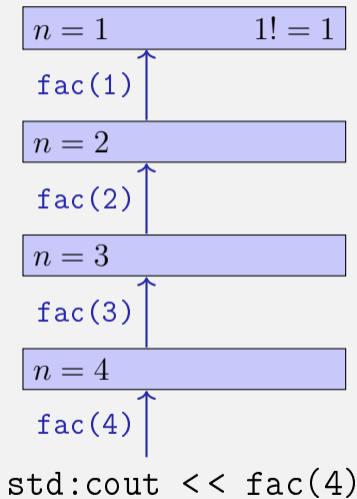 n = 1 1! = 1
fac(1)
n = 2
fac(2)
n = 3
fac(3)
n = 4
fac(4)
std:cout << fac(4)